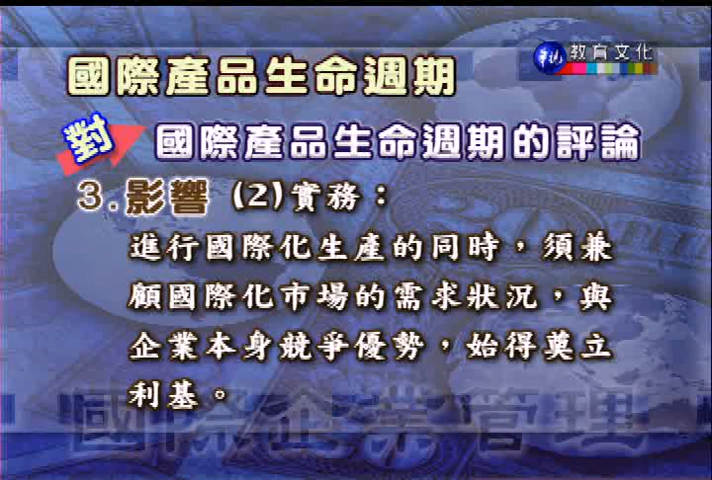 國際產品生命週期
華視 教育文化
對 國際產品生命週期的評論
3.影響 (2)實務：
進行國際化生產的同時，須兼
顧國際化市場的需求狀況，與
企業本身競爭優勢，始得奠立
利基。
國際企業管理